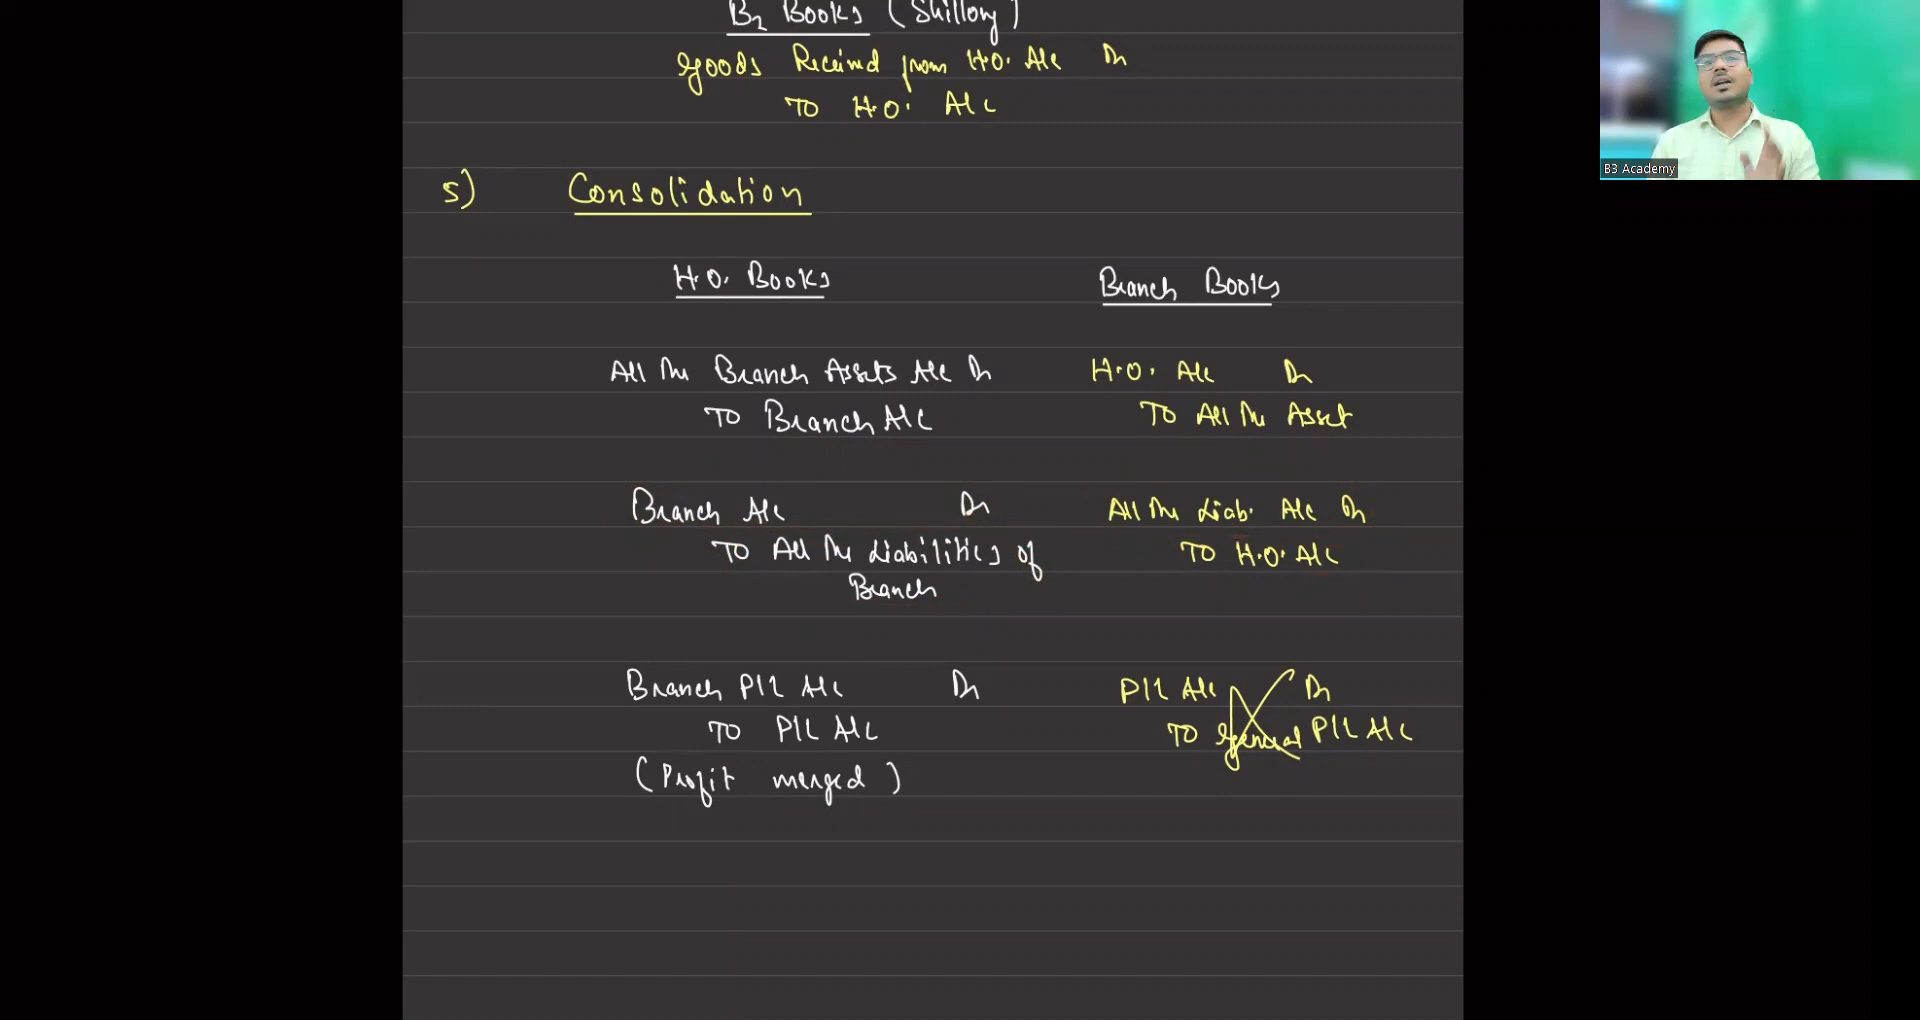 B2 Books (Shillong)
Goods Received from H.O. A/c Dr
To H.O. A/c
B3 Academy
5) Consolidation
H.O. Books
Branch Books
All the Branch Assets A/c Dr
H.O. A/c Dr
To Branch A/c
To All the Asset
Branch A/c Dr
All the Liab. A/c Dr
To All the Liabilities of
To H.O. A/c
Branch
Branch P/L A/c Dr
P/L A/c Dr
To P/L A/c
To General P/L A/c
(Profit merged)